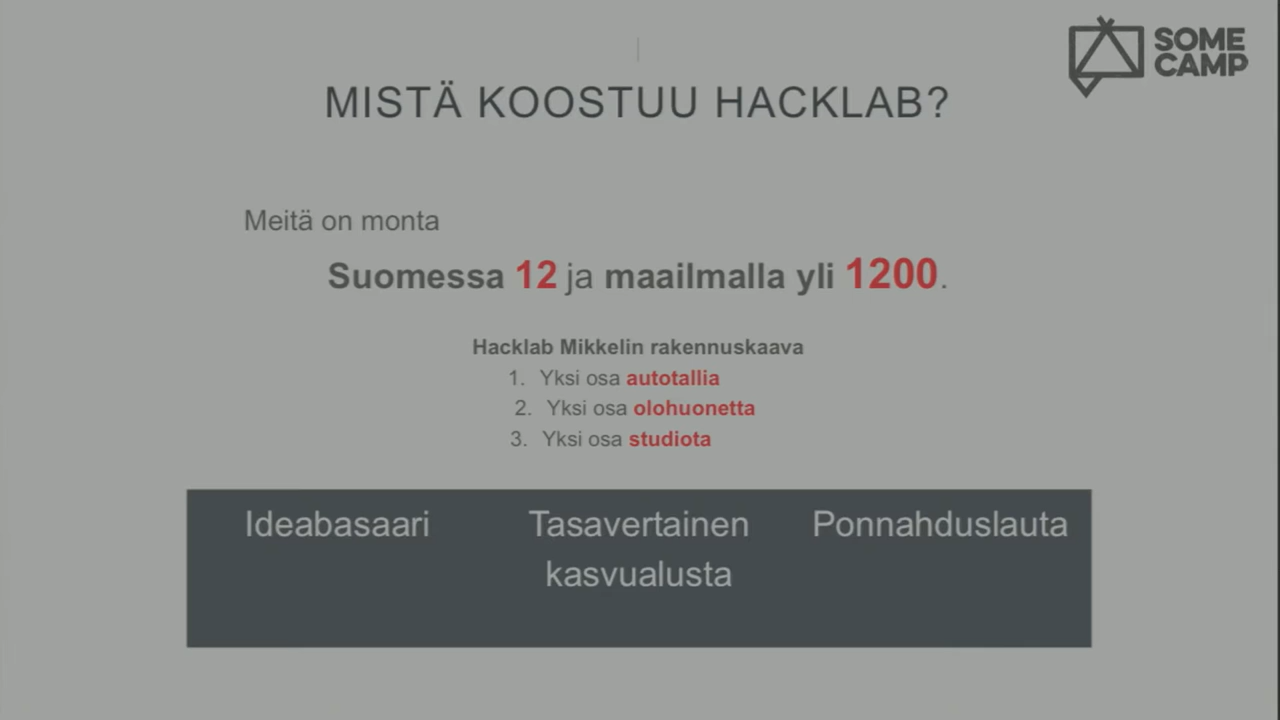 SOME
CAMP
MISTÄ KOOSTUU HACKLAB?
Meitä on monta
Suomessa 12 ja maailmalla yli 1200.
Hacklab Mikkelin rakennuskaava
1. Yksi osa autotallia
2. Yksi osa olohuonetta
3. Yksi osa studiota
Ideabasaari
Tasavertainen
kasvualusta
Ponnahduslauta